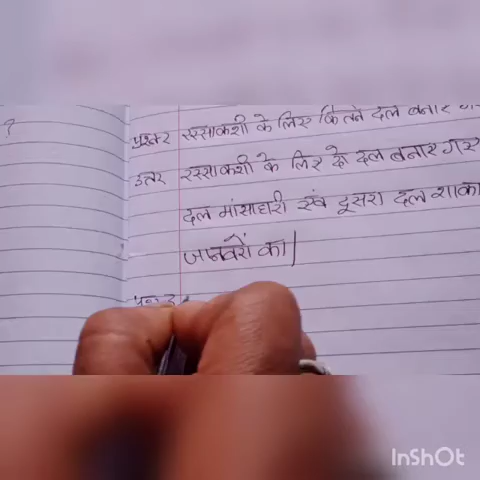 ?
प्रश्न२ रस्साकशी के लिए कितने दल बनाए
उत्तर रस्साकशी के लिए दो दल बनाए गए
दल मांसाहारी एवं दूसरा दल शाका
जानवरों का|
InShOt